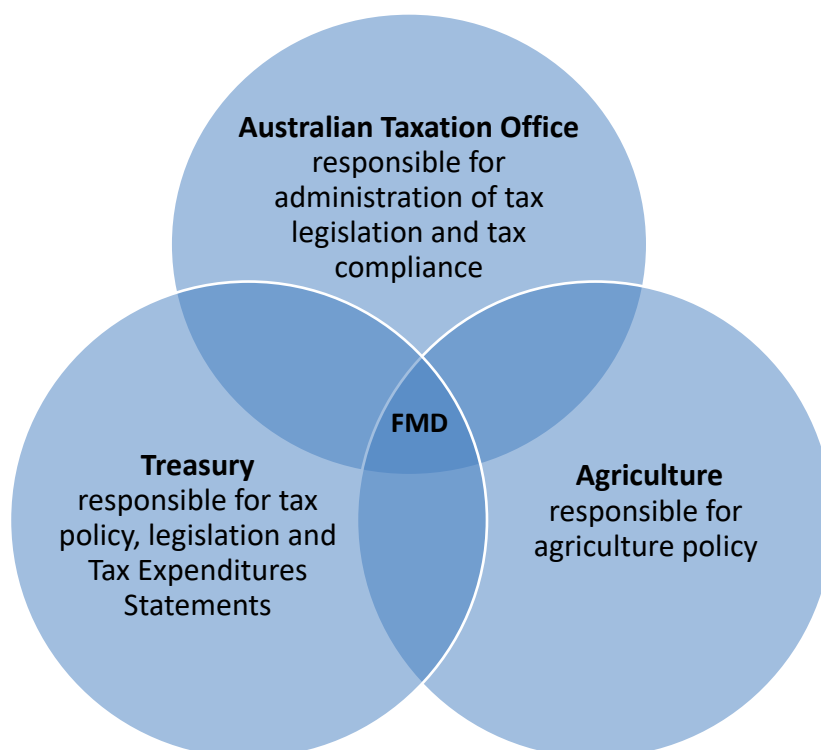 Australian Taxation Office
responsible for
administration of tax
legislation and tax
compliance
FMD
Treasury
responsible for tax
policy, legislation and
Tax Expenditures
Statements
Agriculture
responsible for
agriculture policy